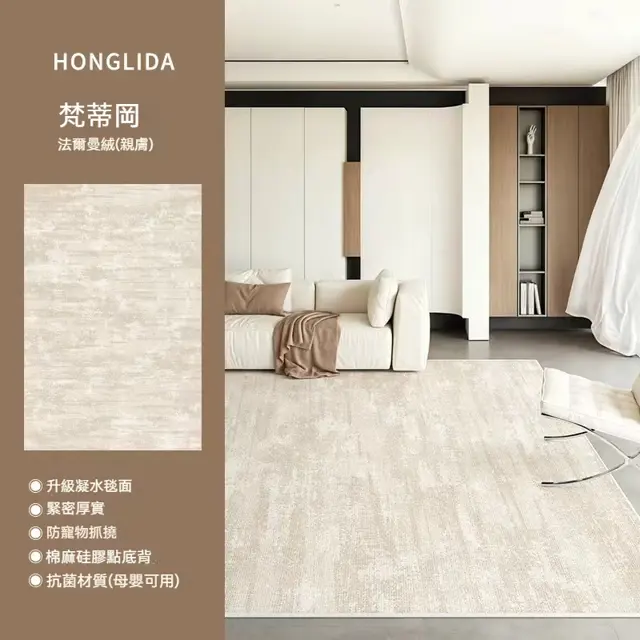 HONGLIDA
梵蒂岡
法爾曼絨(親膚)
◉ 升級凝水毯面
◉ 緊密厚實
◉ 防寵物抓撓
◉ 棉麻硅膠點底背
◉ 抗菌材質(母嬰可用)